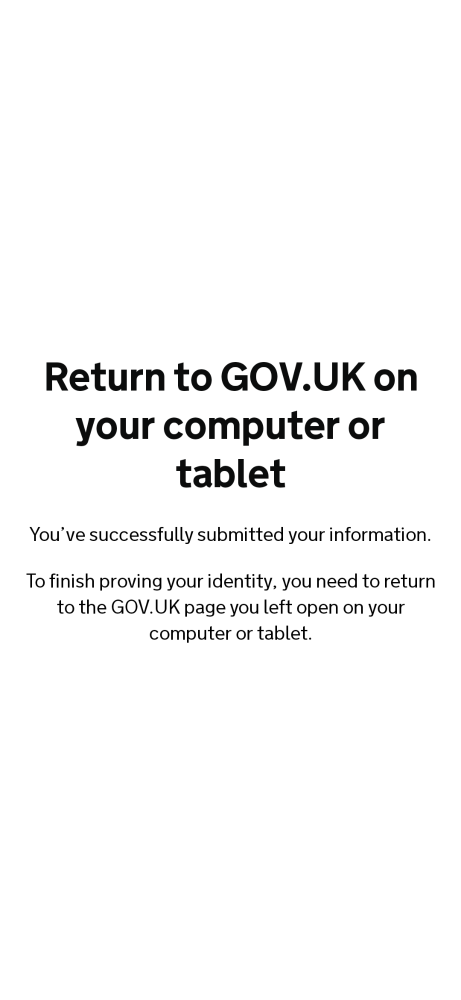 Return to GOV.UK on
your computer or
tablet
You’ve successfully submitted your information.
To finish proving your identity, you need to return
to the GOV.UK page you left open on your
computer or tablet.